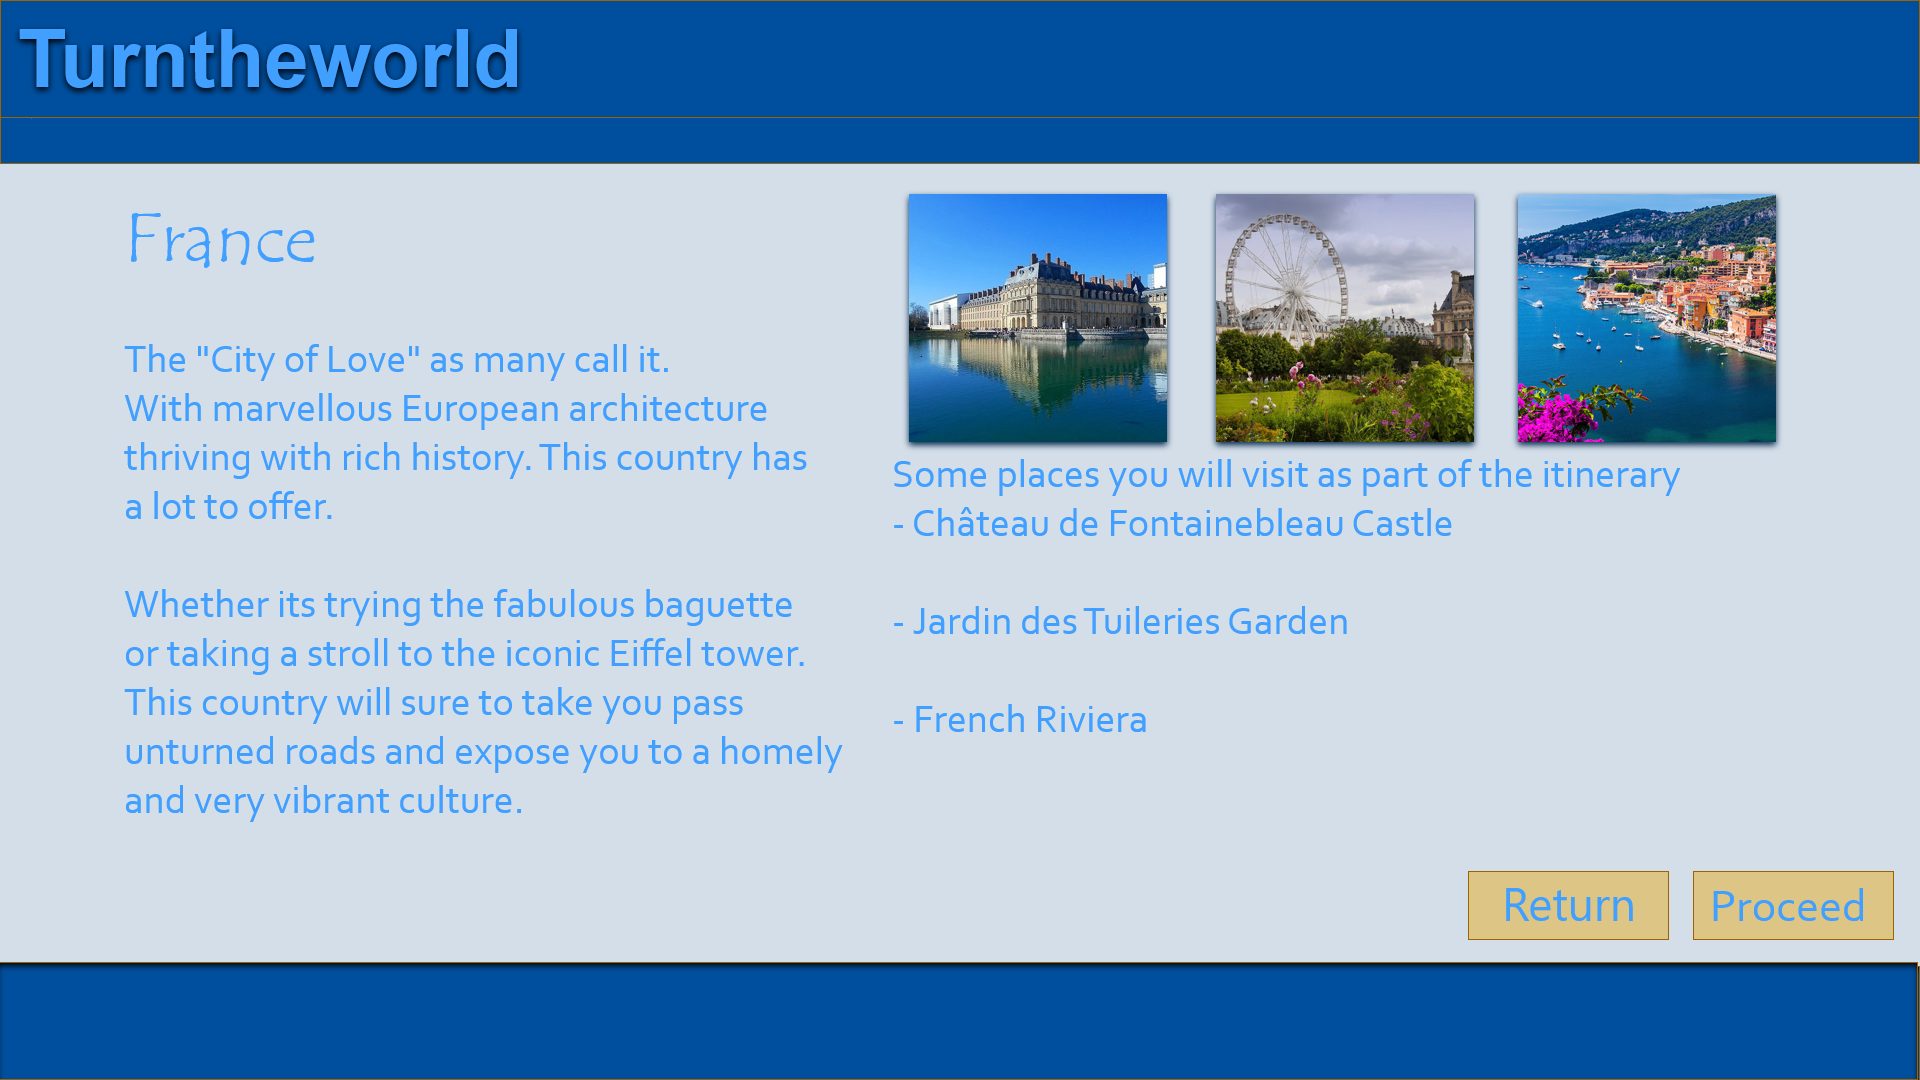 Turntheworld
France
The "City of Love" as many call it.
With marvellous European architecture
thriving with rich history. This country has
a lot to offer.
Whether its trying the fabulous baguette
or taking a stroll to the iconic Eiffel tower.
This country will sure to take you pass
unturned roads and expose you to a homely
and very vibrant culture.
Some places you will visit as part of the itinerary
- Château de Fontainebleau Castle
- Jardin des Tuileries Garden
- French Riviera
Return
Proceed